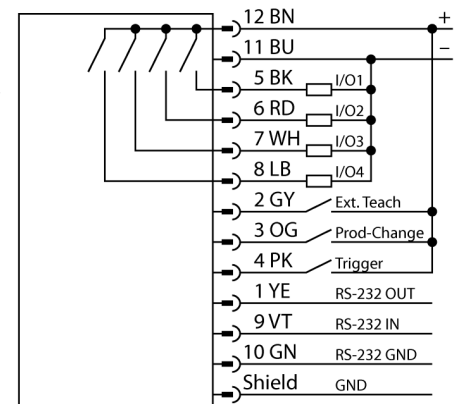 12 BN +
11 BU –
5 BK I/O1
6 RD I/O2
7 WH I/O3
8 LB I/O4
2 GY Ext. Teach
3 OG Prod-Change
4 PK Trigger
1 YE RS-232 OUT
9 VT RS-232 IN
10 GN RS-232 GND
Shield GND